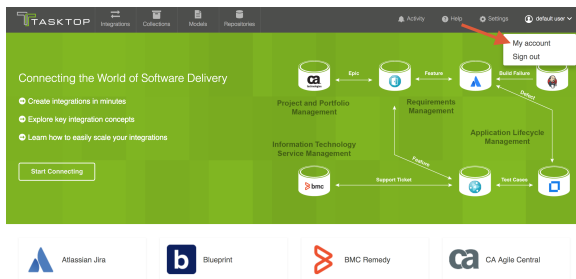 TASKTOP
Integrations
Collections
Models
Repositories
Activity
Help
Settings
default user
My account
Sign out
Connecting the World of Software Delivery
Create integrations in minutes
Explore key integration concepts
Learn how to easily scale your integrations
Start Connecting
ca
technologies
Epic
Feature
Build Failure
Defect
Project and Portfolio
Management
Requirements
Management
Application Lifecycle
Management
Information Technology
Service Management
Feature
bmc
Support Ticket
Test Cases
Atlassian Jira
b
Blueprint
BMC Remedy
ca
CA Agile Central